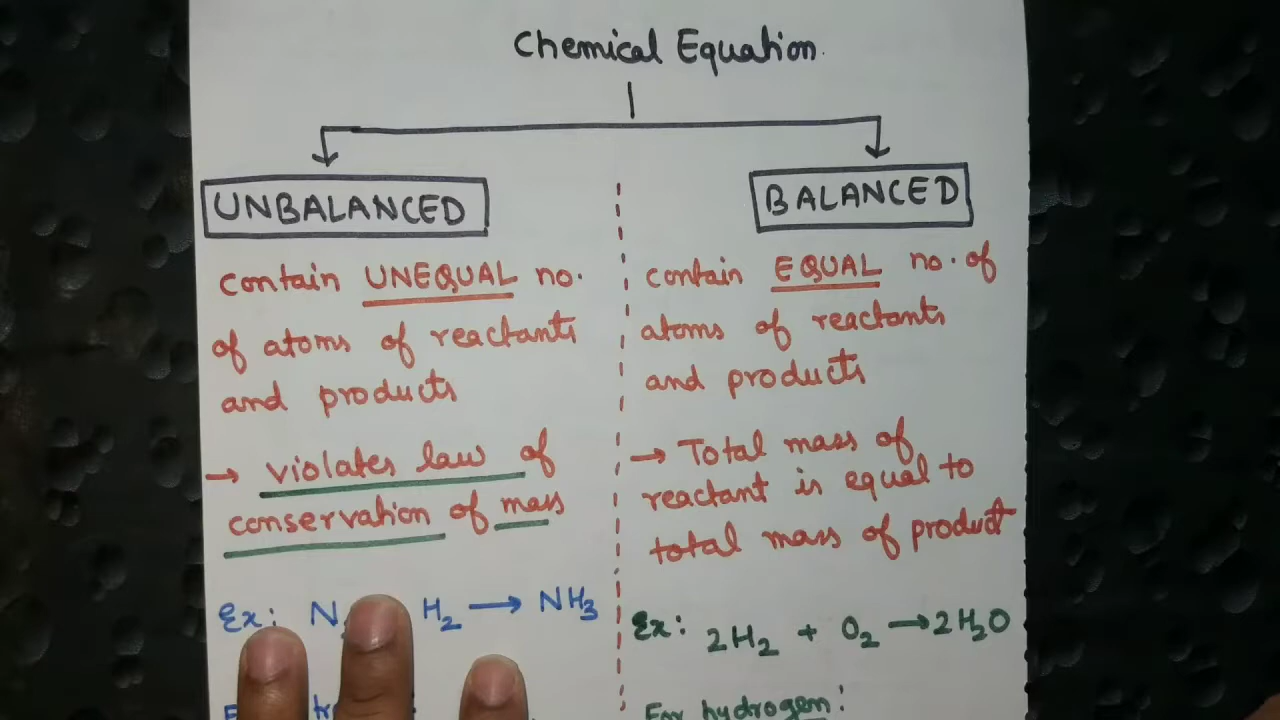 Chemical Equation.
UNBALANCED
contain UNEQUAL no.
of atoms of reactants
and products
→ violates law of
conservation of mass
Ex: N H₂ → NH₃
BALANCED
contain EQUAL no. of
atoms of reactants
and products
→ Total mass of
reactant is equal to
total mass of product
Ex: 2H₂ + O₂ → 2H₂O
For hydrogen: